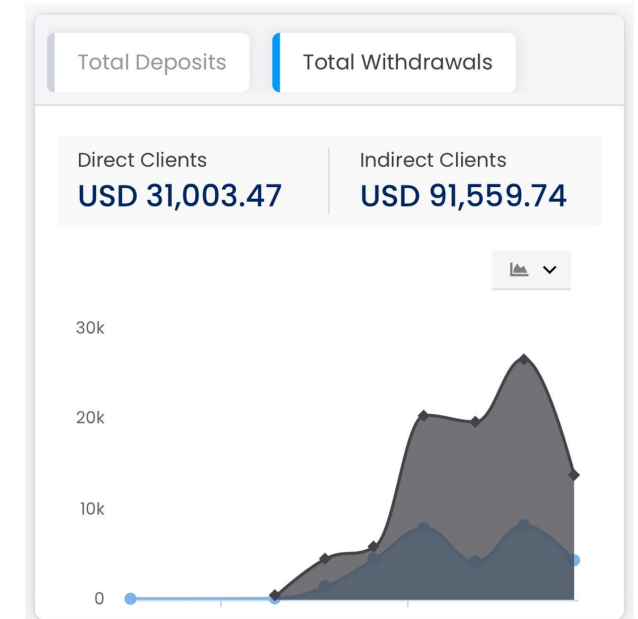 Total Deposits
Total Withdrawals
Direct Clients
Indirect Clients
USD 31,003.47
USD 91,559.74
30k
20k
10k
0